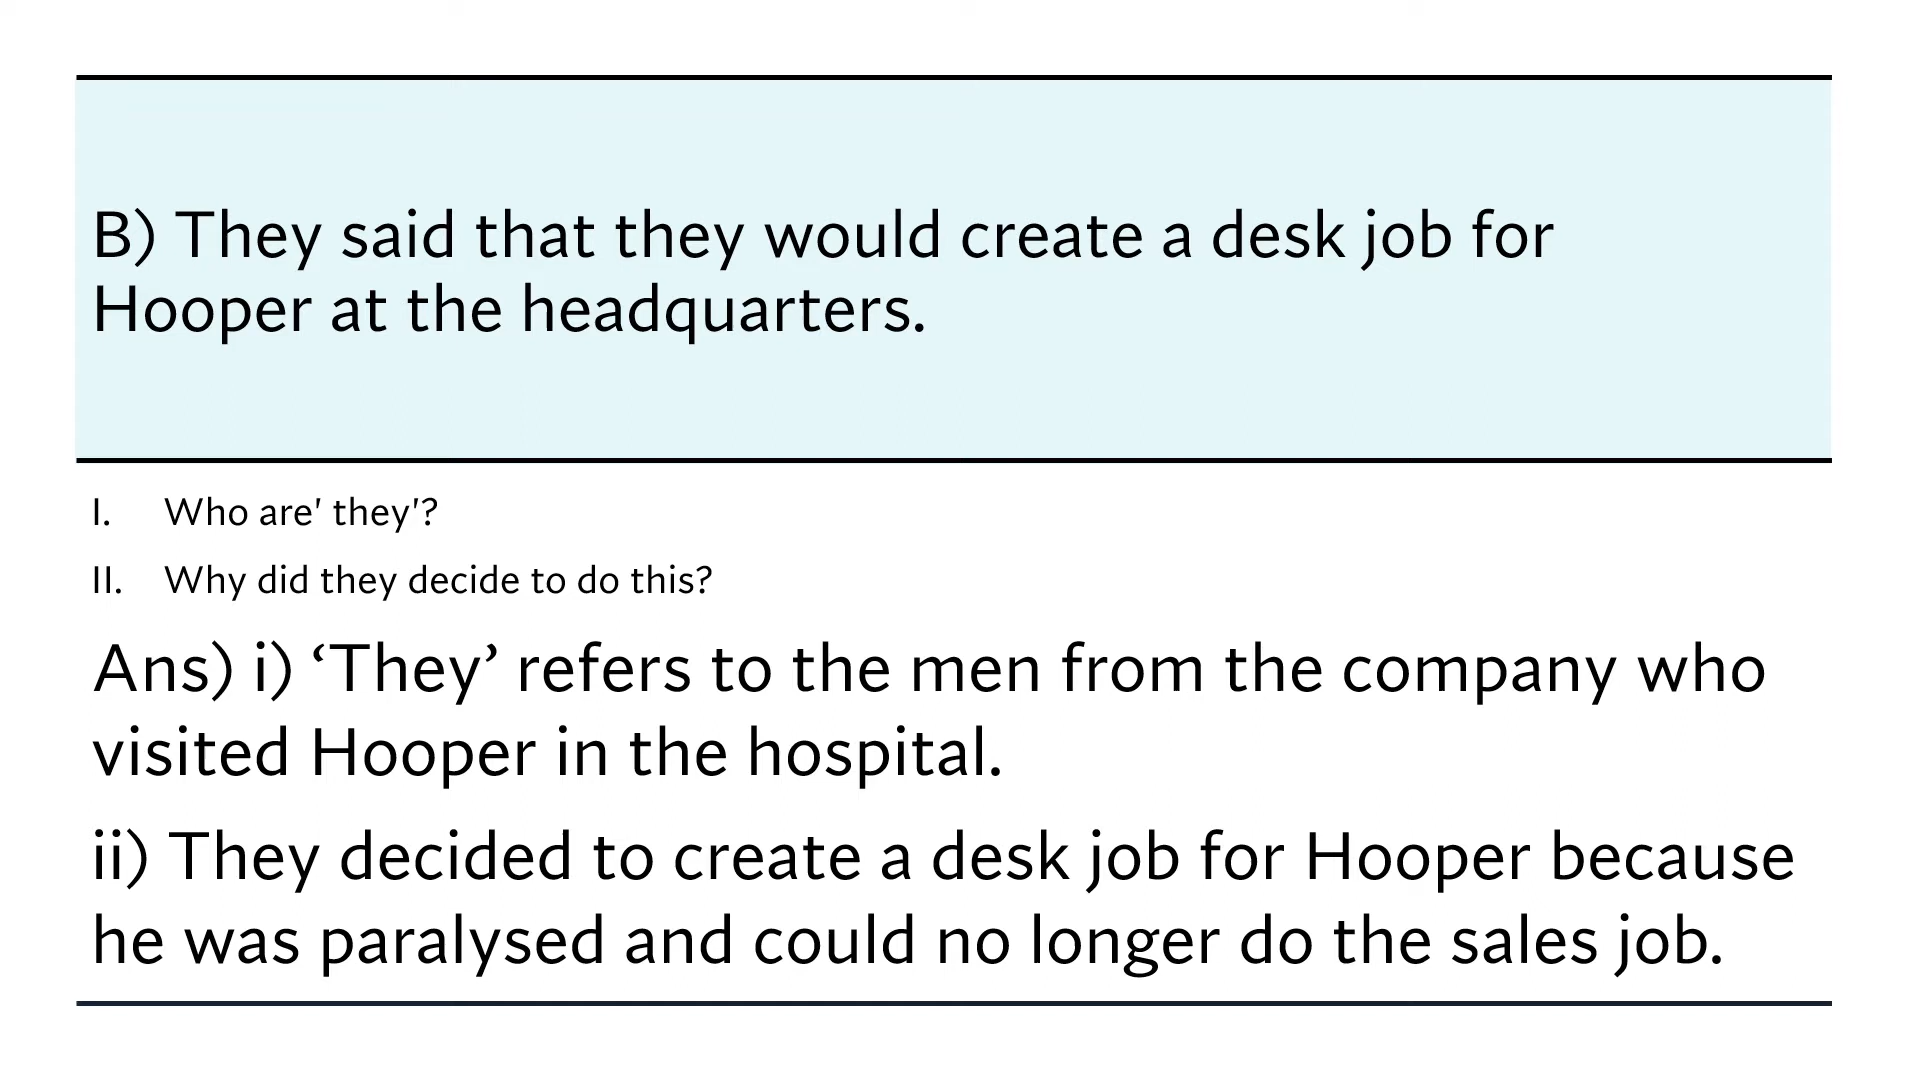 B) They said that they would create a desk job for
Hooper at the headquarters.
I. Who are' they'?
II. Why did they decide to do this?
Ans) i) ‘They’ refers to the men from the company who
visited Hooper in the hospital.
ii) They decided to create a desk job for Hooper because
he was paralysed and could no longer do the sales job.